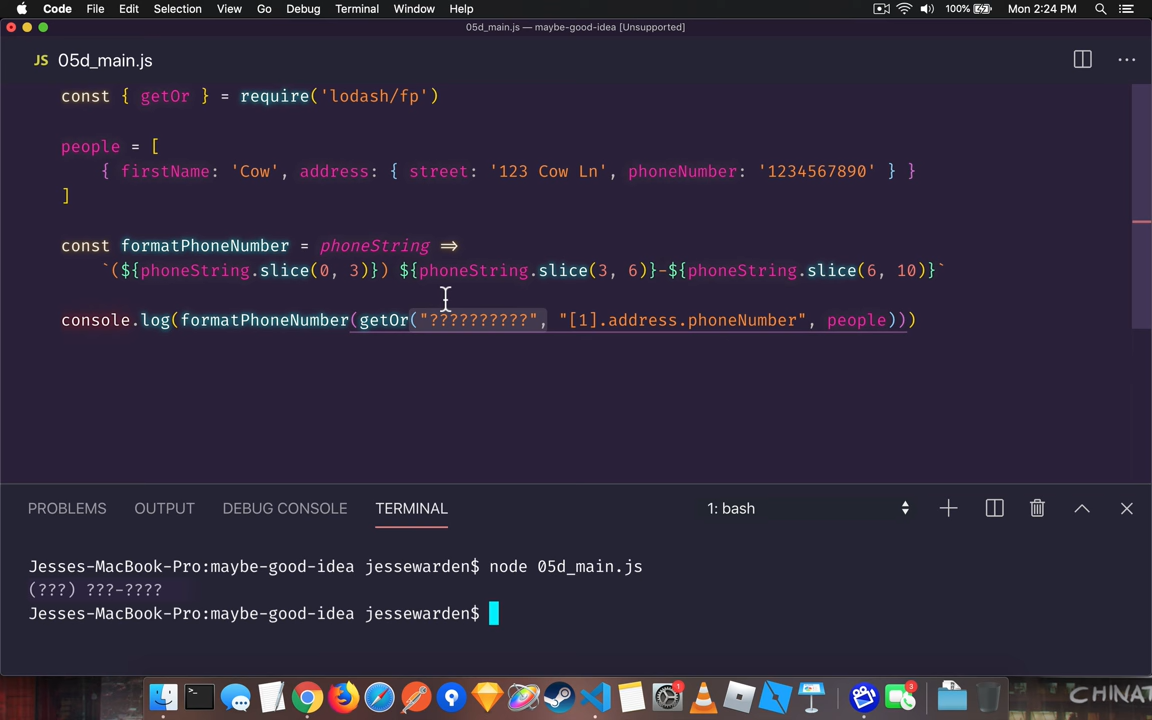 Code File Edit Selection View Go Debug Terminal Window Help 100% Mon 2:24 PM
05d_main.js — maybe-good-idea [Unsupported]
JS 05d_main.js
const { getOr } = require('lodash/fp')
people = [
{ firstName: 'Cow', address: { street: '123 Cow Ln', phoneNumber: '1234567890' } }
]
const formatPhoneNumber = phoneString =>
`(${phoneString.slice(0, 3)}) ${phoneString.slice(3, 6)}-${phoneString.slice(6, 10)}`
console.log(formatPhoneNumber(getOr("??????????", "[1].address.phoneNumber", people)))
PROBLEMS OUTPUT DEBUG CONSOLE TERMINAL 1: bash
Jesses-MacBook-Pro:maybe-good-idea jessewarden$ node 05d_main.js
(???) ???-????
Jesses-MacBook-Pro:maybe-good-idea jessewarden$
1 3 CHINAT